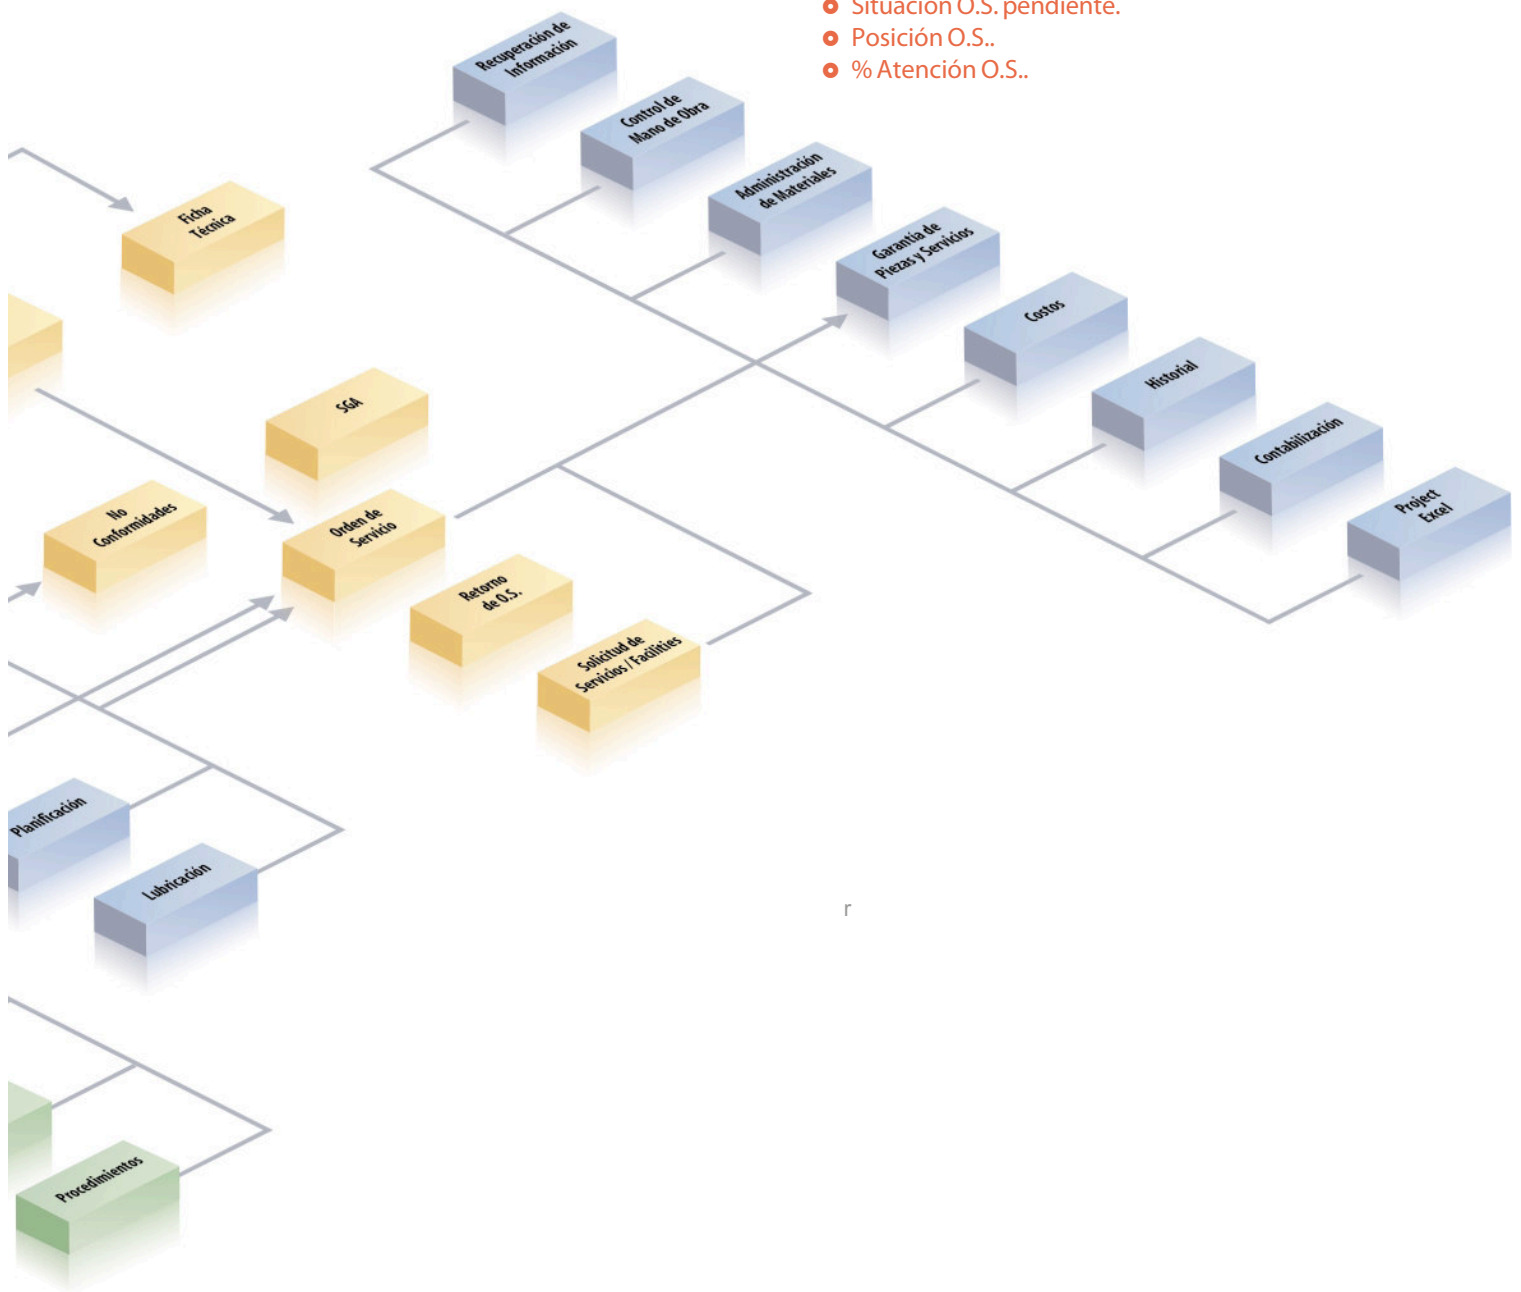 Situación O.S. pendiente.
Posición O.S..
% Atención O.S..
Recuperación de
Información
Control de
Mano de Obra
Administración
de Materiales
Garantía de
Piezas y Servicios
Costos
Historial
Contabilización
Project
Excel
Ficha
Técnica
SGA
No
Conformidades
Orden de
Servicio
Retorno
de O.S.
Solicitud de
Servicios / Facilities
Planificación
Lubricación
r
Procedimientos